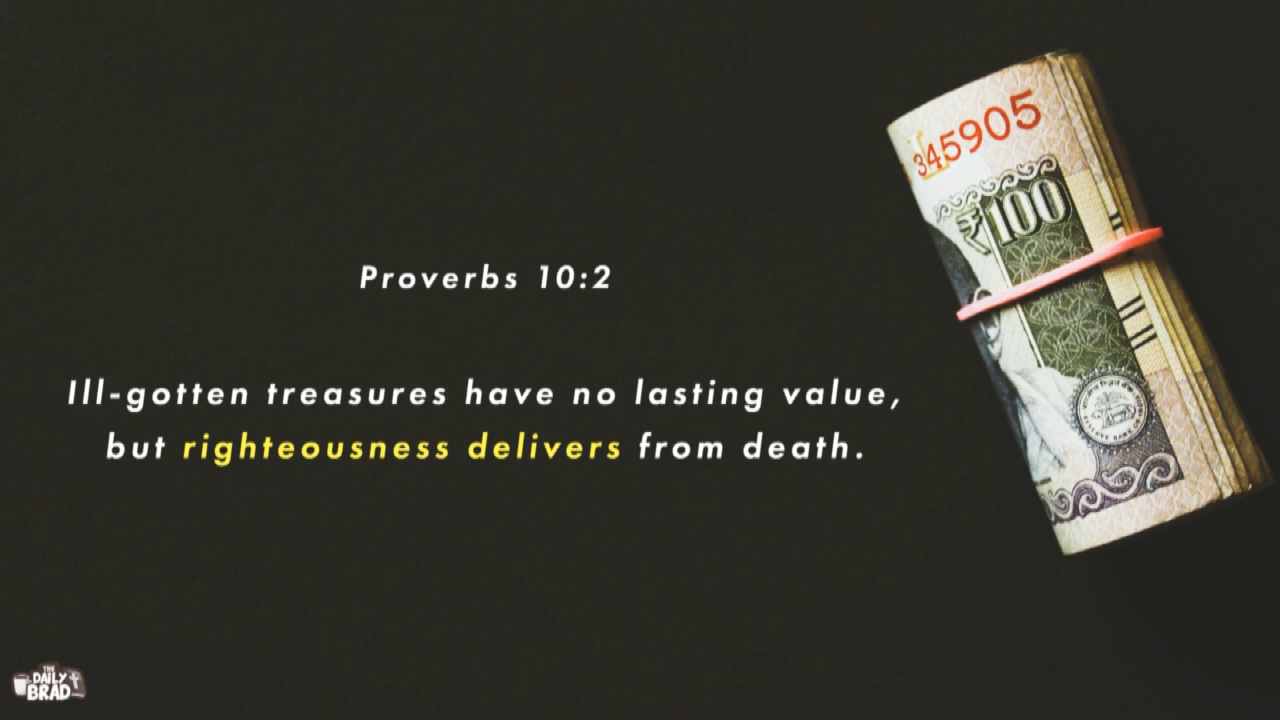 Proverbs 10:2
Ill-gotten treasures have no lasting value,
but righteousness delivers from death.
345905
₹100
THE
DAILY
BRAD